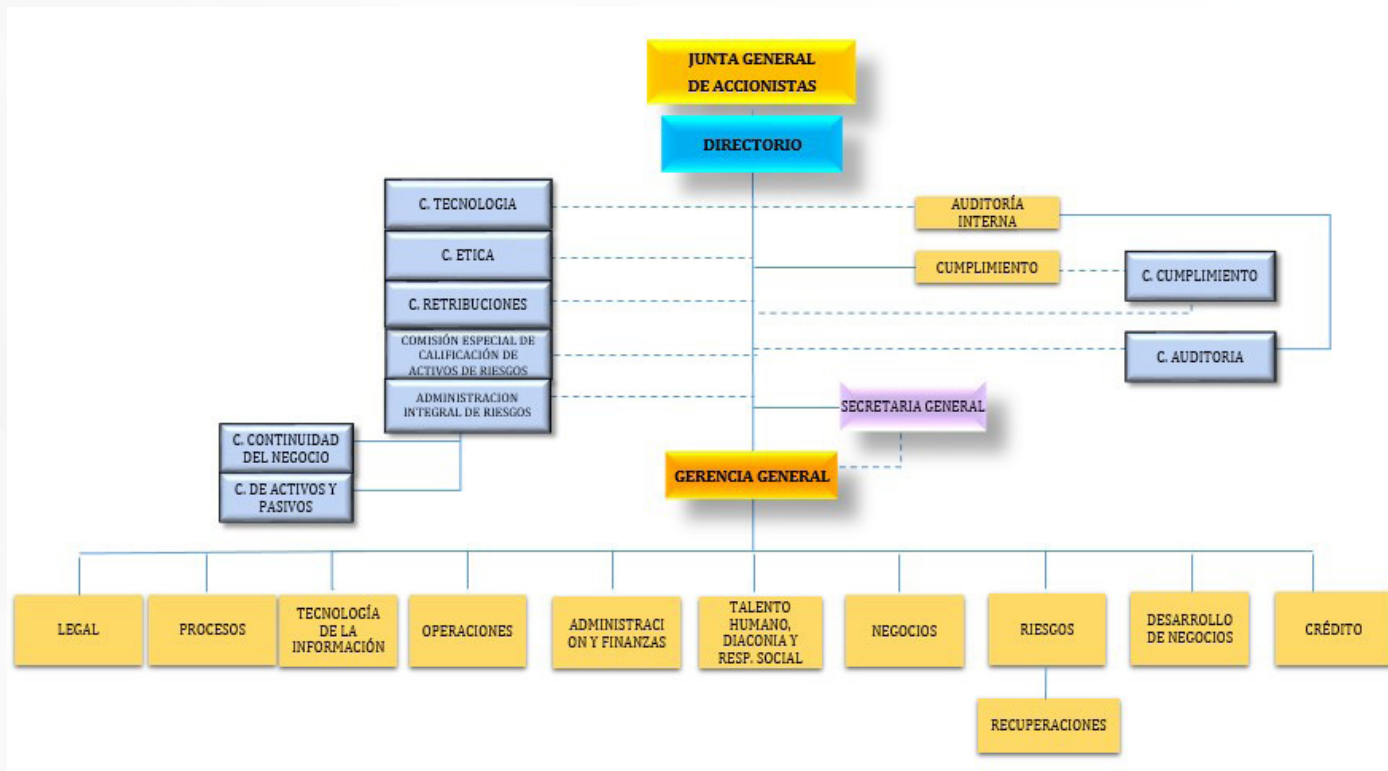 JUNTA GENERAL
DE ACCIONISTAS
DIRECTORIO
C. TECNOLOGIA
AUDITORÍA
INTERNA
C. ETICA
CUMPLIMIENTO
C. CUMPLIMIENTO
C. RETRIBUCIONES
COMISIÓN ESPECIAL DE
CALIFICACIÓN DE
ACTIVOS DE RIESGOS
C. AUDITORIA
ADMINISTRACION
INTEGRAL DE RIESGOS
SECRETARIA GENERAL
C. CONTINUIDAD
DEL NEGOCIO
C. DE ACTIVOS Y
PASIVOS
GERENCIA GENERAL
LEGAL
PROCESOS
TECNOLOGÍA
DE LA
INFORMACIÓN
OPERACIONES
ADMINISTRACI
ON Y FINANZAS
TALENTO
HUMANO,
DIACONIA Y
RESP. SOCIAL
NEGOCIOS
RIESGOS
DESARROLLO
DE NEGOCIOS
CRÉDITO
RECUPERACIONES